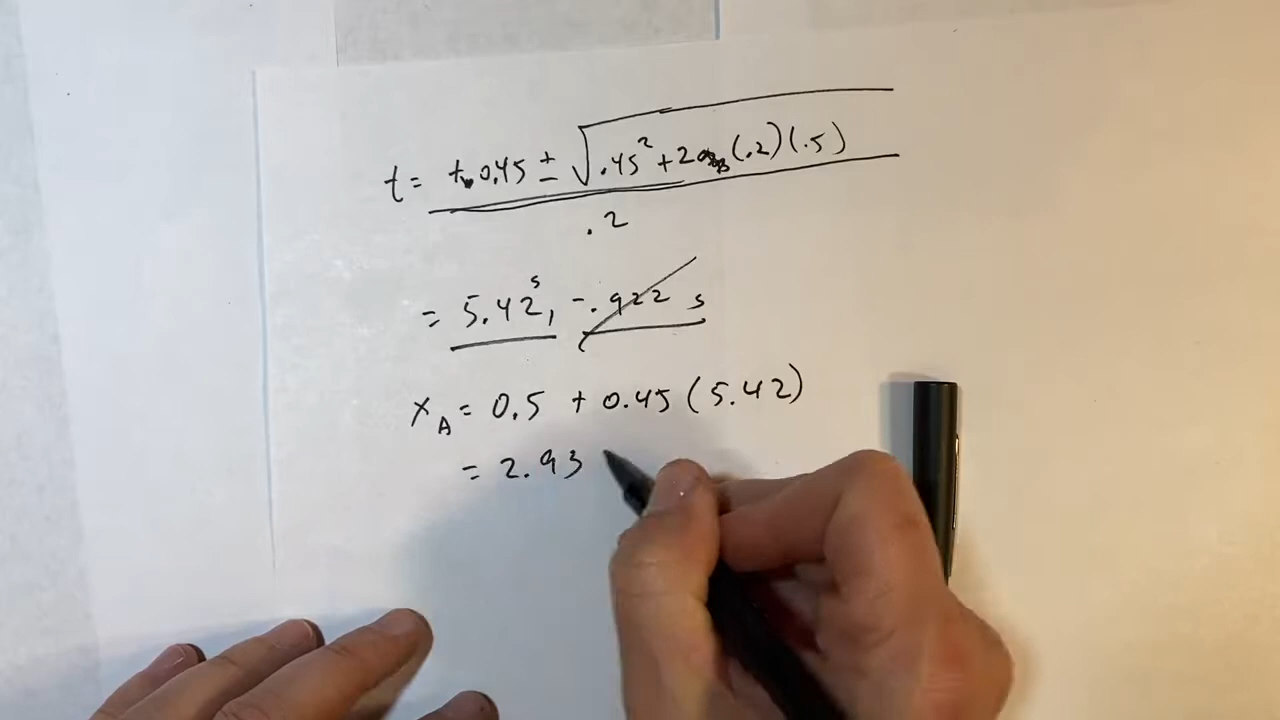 t = + 0.45 ± √.45² + 2 (.2)(.5)
.2
= 5.42 s, -.922 s
x_A = 0.5 + 0.45 (5.42)
= 2.93